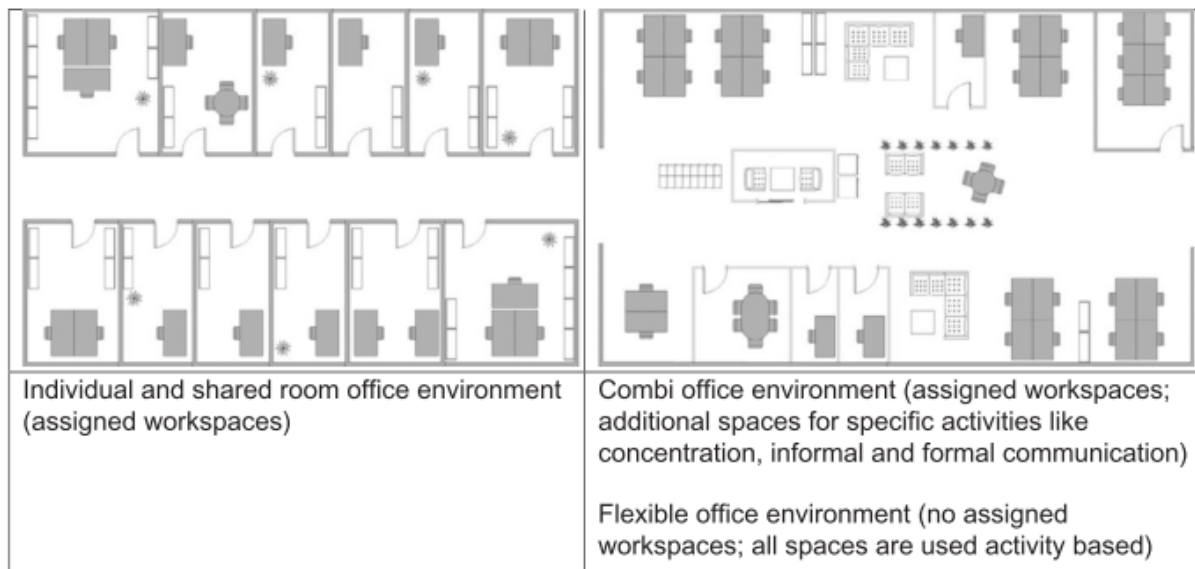 Individual and shared room office environment
(assigned workspaces)
Combi office environment (assigned workspaces;
additional spaces for specific activities like
concentration, informal and formal communication)
Flexible office environment (no assigned
workspaces; all spaces are used activity based)